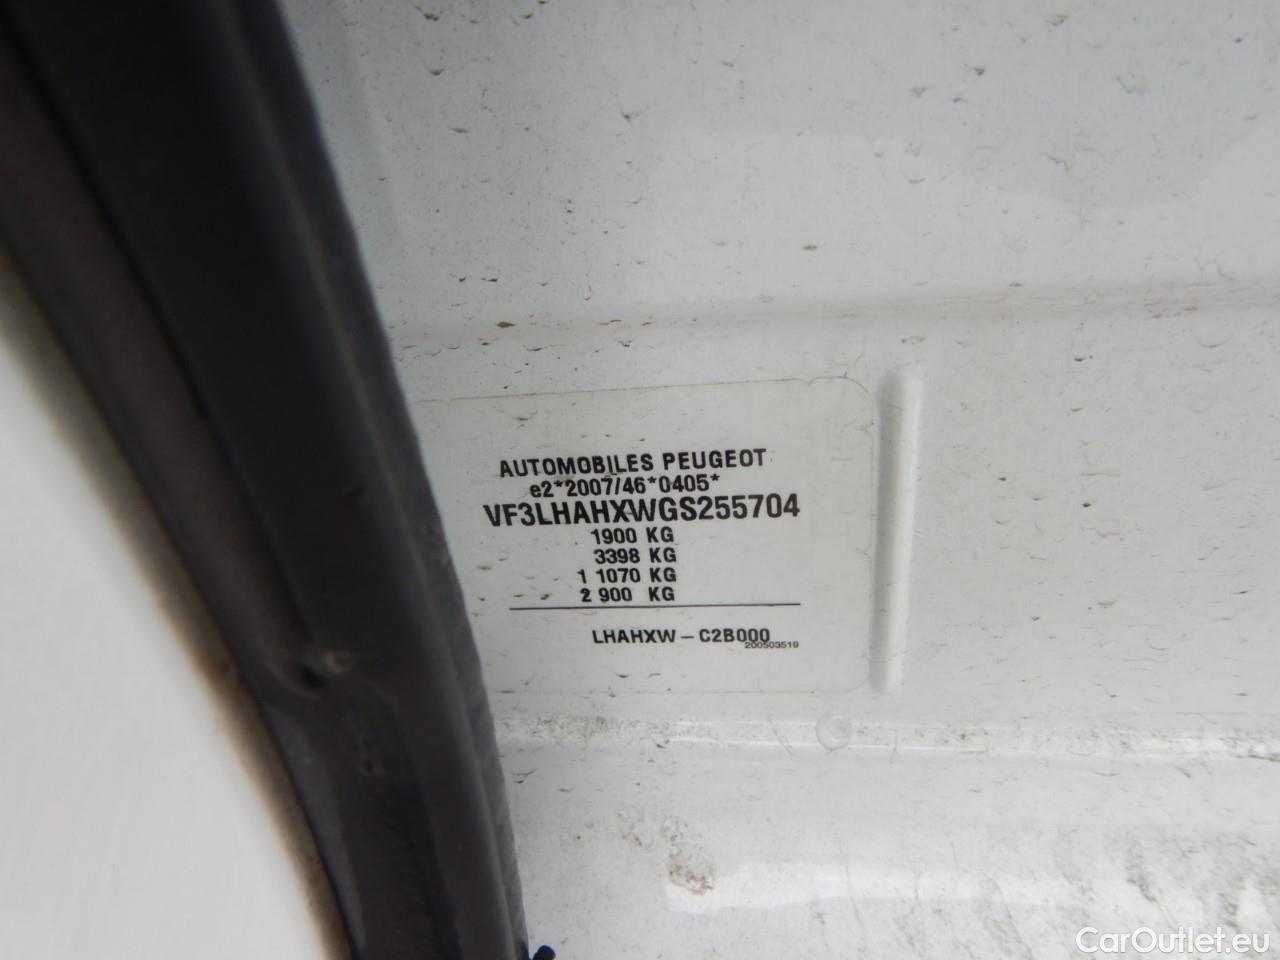 AUTOMOBILES PEUGEOT
e2*2007/46*0405*
VF3LHAHXWGS255704
1900 KG
3398 KG
1 1070 KG
2 900 KG
LHAHXW - C2B000
200503519
CarOutlet.eu